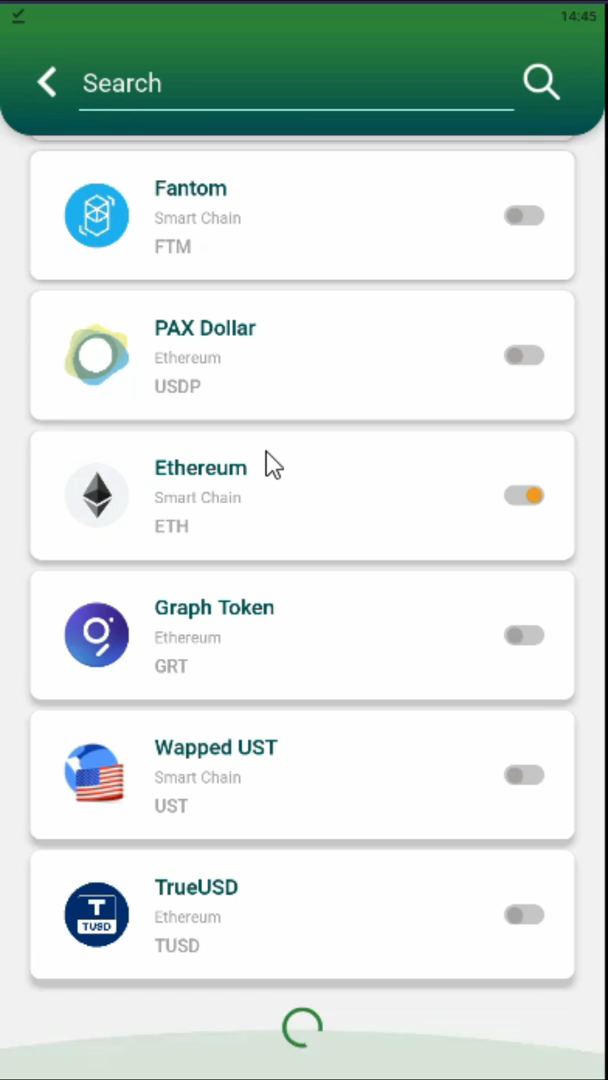 14:45
Search
Fantom
Smart Chain
FTM
PAX Dollar
Ethereum
USDP
Ethereum
Smart Chain
ETH
Graph Token
Ethereum
GRT
Wapped UST
Smart Chain
UST
T
TUSD
TrueUSD
Ethereum
TUSD